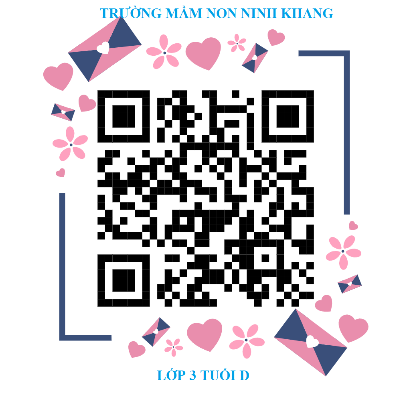 TRƯỜNG MẦM NON NINH KHANG
LỚP 3 TUỔI D